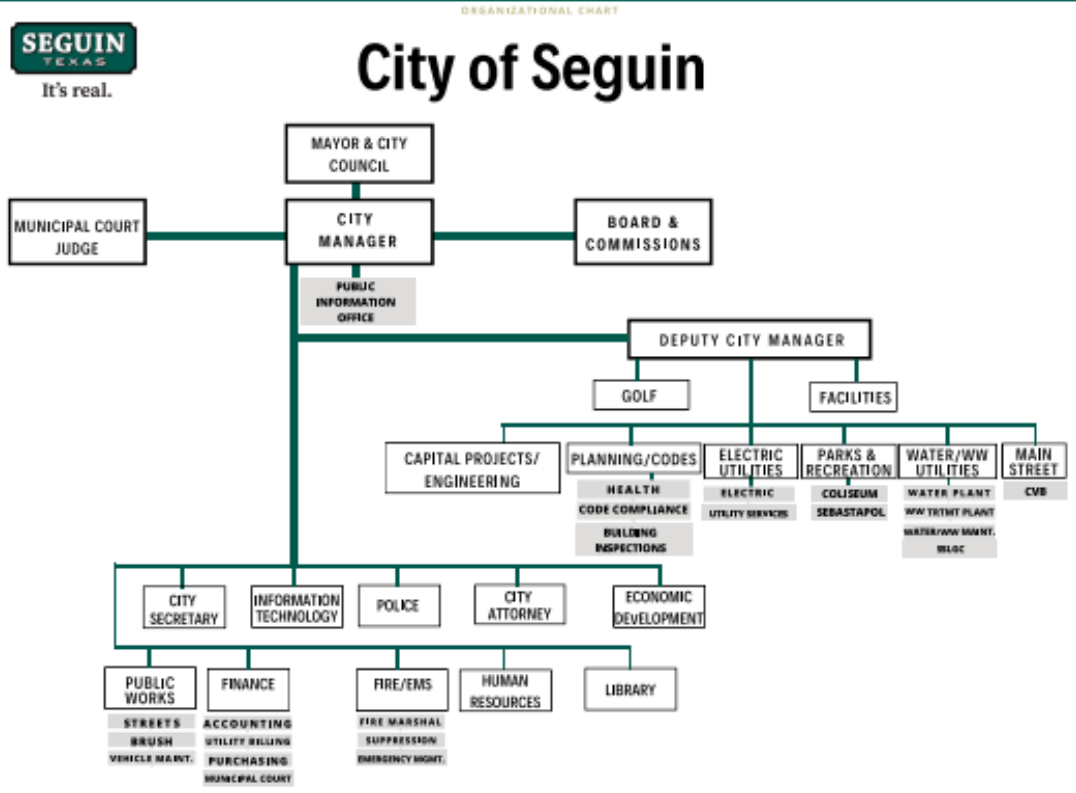 ORGANIZATIONAL CHART
SEGUIN
TEXAS
It's real.
City of Seguin
MAYOR & CITY
COUNCIL
MUNICIPAL COURT
JUDGE
CITY
MANAGER
BOARD &
COMMISSIONS
PUBLIC
INFORMATION
OFFICE
DEPUTY CITY MANAGER
GOLF
FACILITIES
CAPITAL PROJECTS/
ENGINEERING
PLANNING/CODES
HEALTH
CODE COMPLIANCE
BUILDING
INSPECTIONS
ELECTRIC
UTILITIES
ELECTRIC
UTILITY SERVICES
PARKS &
RECREATION
COLISEUM
SEBASTAPOL
WATER/WW
UTILITIES
WATER PLANT
WW TRTMT PLANT
WATER/WW MAINT.
SSLGC
MAIN
STREET
CVB
CITY
SECRETARY
INFORMATION
TECHNOLOGY
POLICE
CITY
ATTORNEY
ECONOMIC
DEVELOPMENT
PUBLIC
WORKS
STREETS
BRUSH
VEHICLE MAINT.
FINANCE
ACCOUNTING
UTILITY BILLING
PURCHASING
MUNICIPAL COURT
FIRE/EMS
FIRE MARSHAL
SUPPRESSION
EMERGENCY MGMT.
HUMAN
RESOURCES
LIBRARY